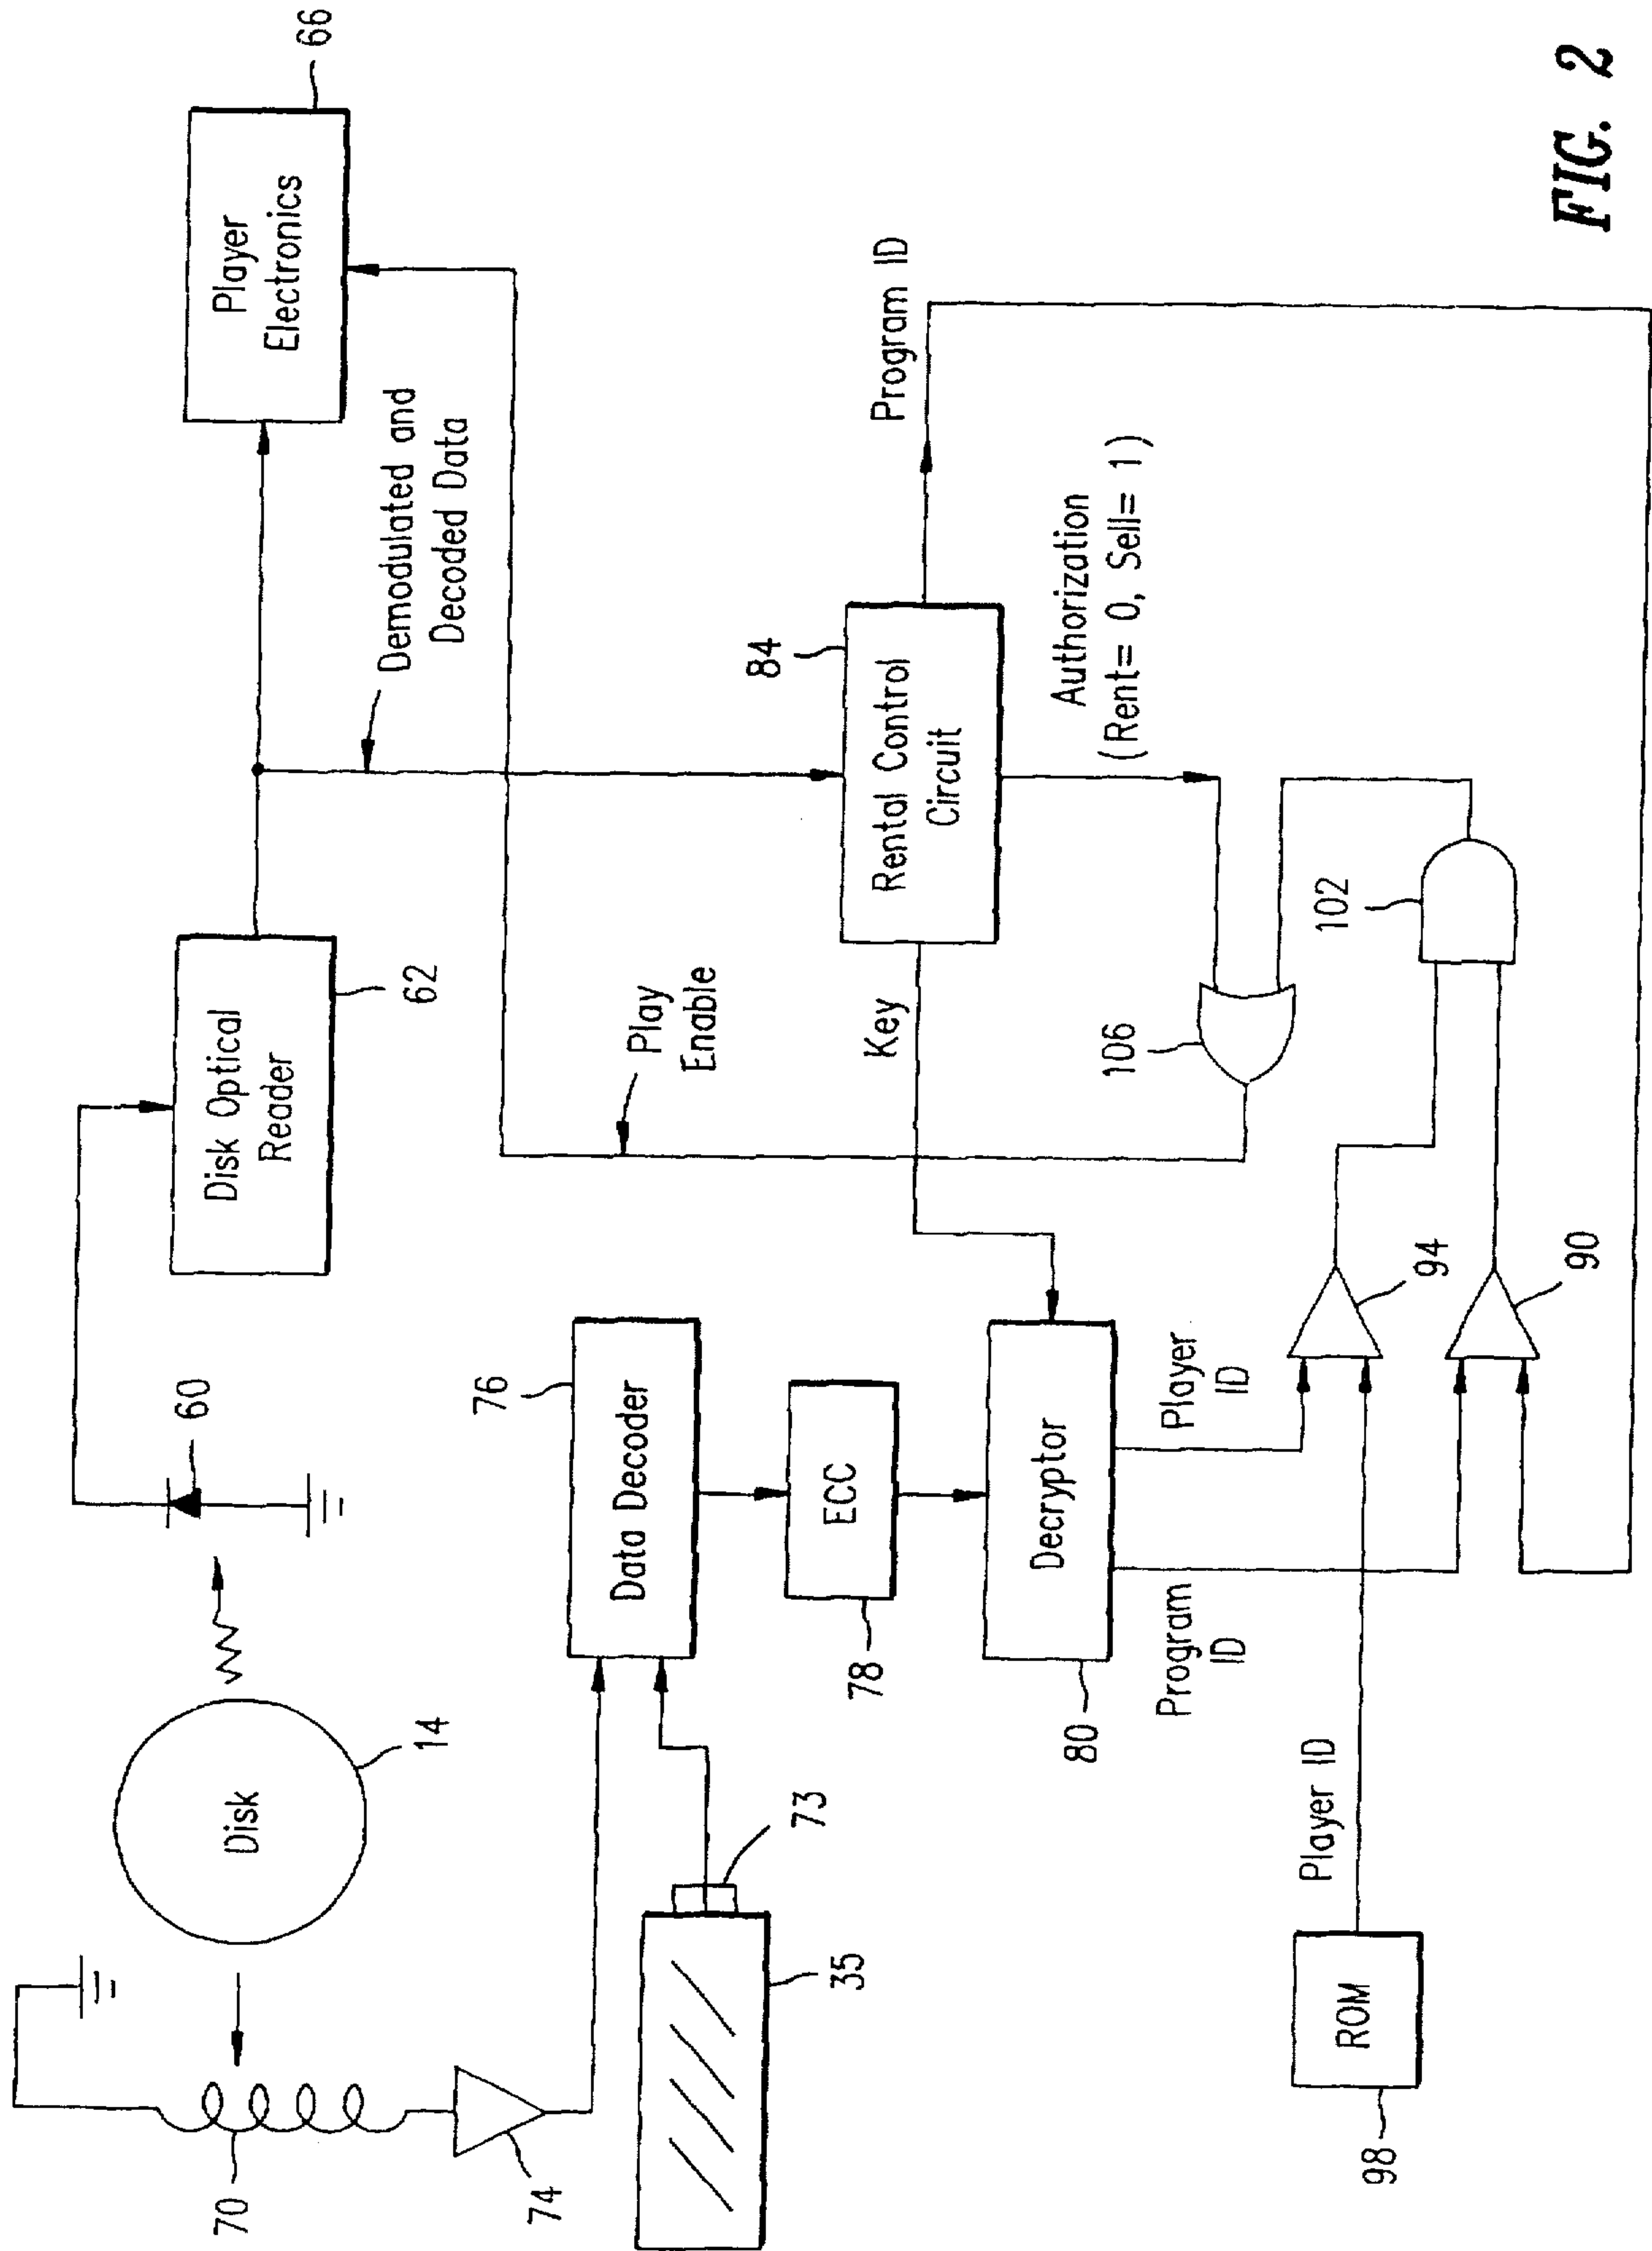 66
Player
Electronics
Demodulated and
Decoded Data
Disk Optical
Reader
62
60
Disk
14
70
74
76
Data Decoder
73
35
Play
Enable
84
Rental Control
Circuit
Program ID
Key
Authorization
(Rent= 0, Sell= 1)
ECC
78
Decryptor
80
Player
ID
Program
ID
106
102
94
90
Player ID
ROM
98
FIG. 2